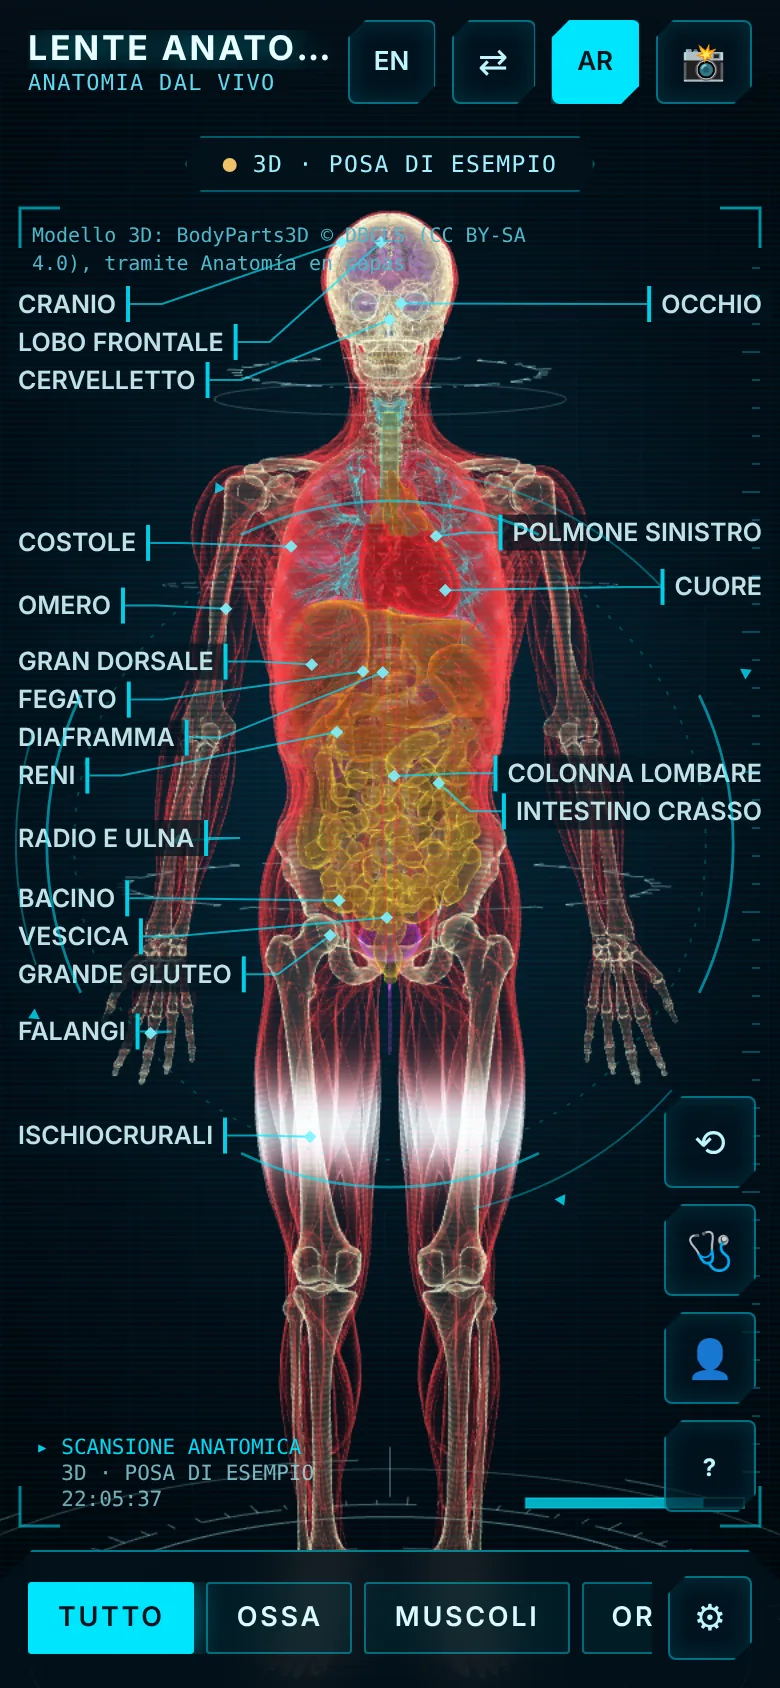 LENTE ANATO...
ANATOMIA DAL VIVO
EN
AR
3D · POSA DI ESEMPIO
Modello 3D: BodyParts3D © DBCLS (CC BY-SA
4.0), tramite Anatomía en capas
CRANIO
OCCHIO
LOBO FRONTALE
CERVELLETTO
POLMONE SINISTRO
COSTOLE
CUORE
OMERO
GRAN DORSALE
FEGATO
DIAFRAMMA
RENI
COLONNA LOMBARE
INTESTINO CRASSO
RADIO E ULNA
BACINO
VESCICA
GRANDE GLUTEO
FALANGI
ISCHIOCRURALI
?
SCANSIONE ANATOMICA
3D · POSA DI ESEMPIO
22:05:37
TUTTO
OSSA
MUSCOLI
OR